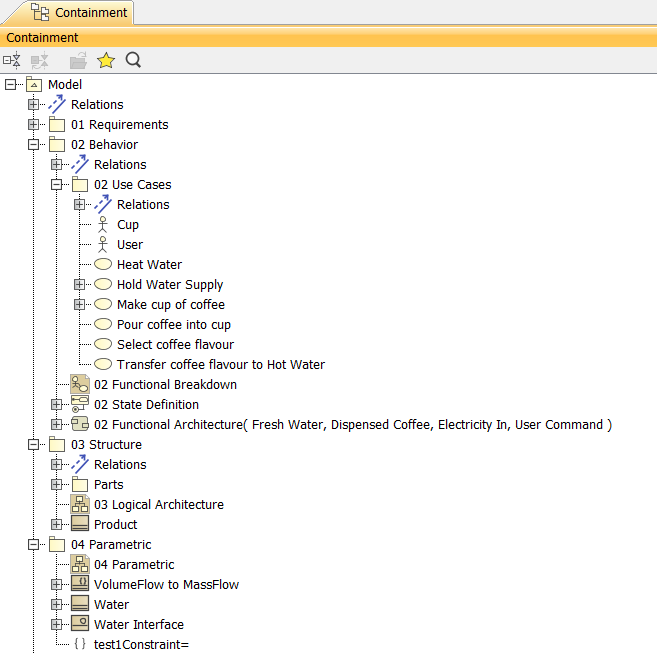 Containment
Containment
Model
Relations
01 Requirements
02 Behavior
Relations
02 Use Cases
Relations
Cup
User
Heat Water
Hold Water Supply
Make cup of coffee
Pour coffee into cup
Select coffee flavour
Transfer coffee flavour to Hot Water
02 Functional Breakdown
02 State Definition
02 Functional Architecture( Fresh Water, Dispensed Coffee, Electricity In, User Command )
03 Structure
Relations
Parts
03 Logical Architecture
Product
04 Parametric
04 Parametric
VolumeFlow to MassFlow
Water
Water Interface
{ } test1Constraint=